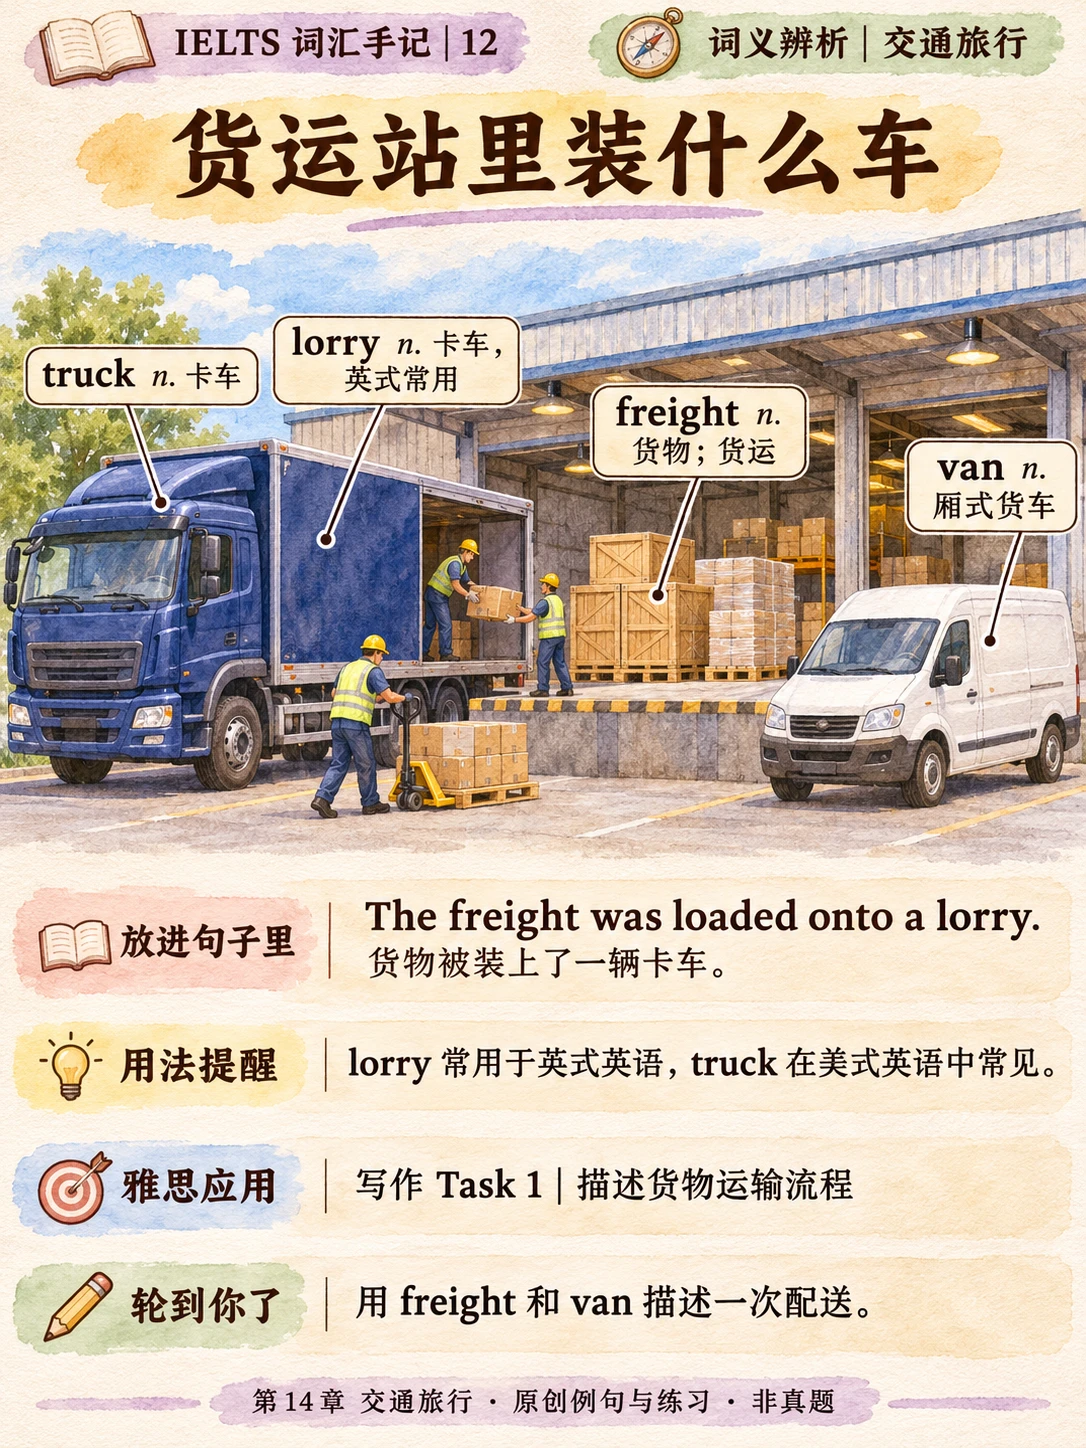 IELTS 词汇手记 | 12
词义辨析 | 交通旅行
货运站里装什么车
truck n. 卡车
lorry n. 卡车，
英式常用
freight n.
货物；货运
van n.
厢式货车
放进句子里
The freight was loaded onto a lorry.
货物被装上了一辆卡车。
用法提醒
lorry 常用于英式英语，truck 在美式英语中常见。
雅思应用
写作 Task 1 | 描述货物运输流程
轮到你了
用 freight 和 van 描述一次配送。
第 14 章 交通旅行 · 原创例句与练习 · 非真题